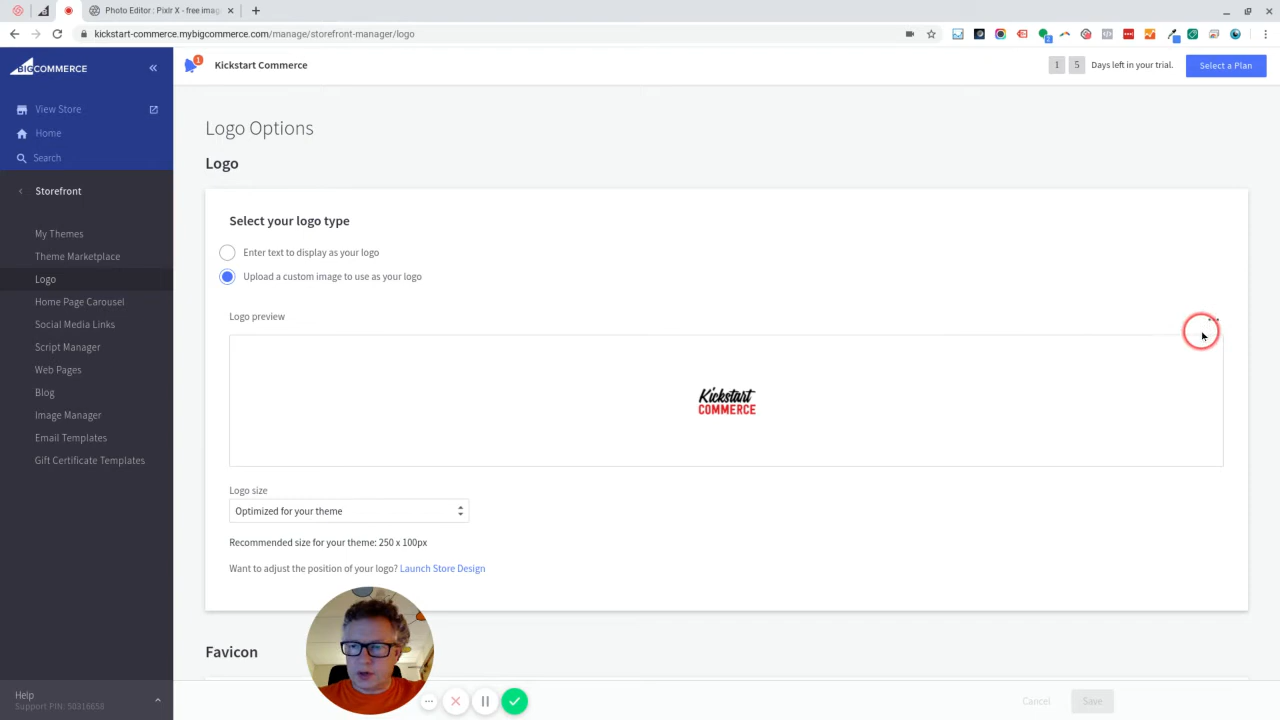 Photo Editor : Pixlr X - free imag
kickstart-commerce.mybigcommerce.com/manage/storefront-manager/logo
BIGCOMMERCE
1
Kickstart Commerce
1 5 Days left in your trial.
Select a Plan
View Store
Home
Search
Storefront
My Themes
Theme Marketplace
Logo
Home Page Carousel
Social Media Links
Script Manager
Web Pages
Blog
Image Manager
Email Templates
Gift Certificate Templates
Help
Support PIN: 50316658
Logo Options
Logo
Select your logo type
Enter text to display as your logo
Upload a custom image to use as your logo
Logo preview
Kickstart
COMMERCE
Logo size
Optimized for your theme
Recommended size for your theme: 250 x 100px
Want to adjust the position of your logo? Launch Store Design
Favicon
Cancel
Save